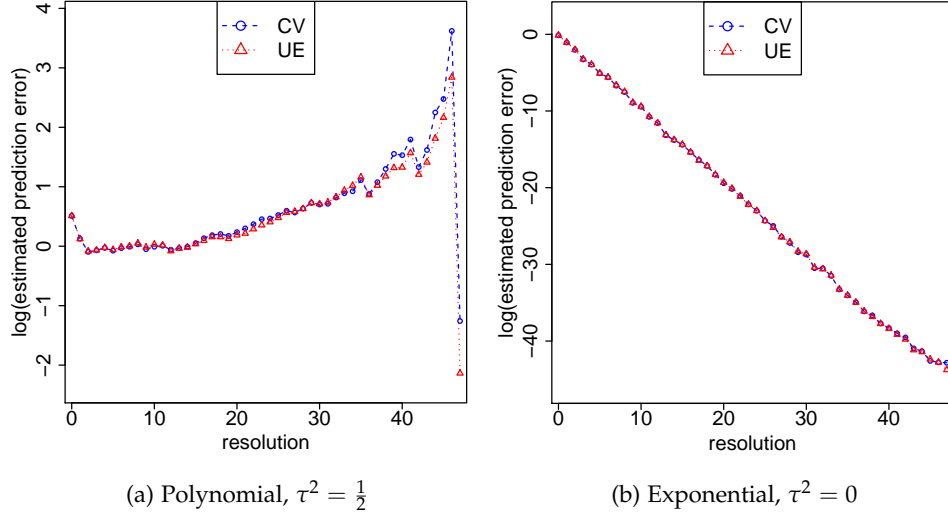 CV
UE
log(estimated prediction error)
4
3
2
1
0
−1
−2
0
10
20
30
40
resolution
(a) Polynomial, τ² = 1/2
CV
UE
log(estimated prediction error)
0
−10
−20
−30
−40
0
10
20
30
40
resolution
(b) Exponential, τ² = 0